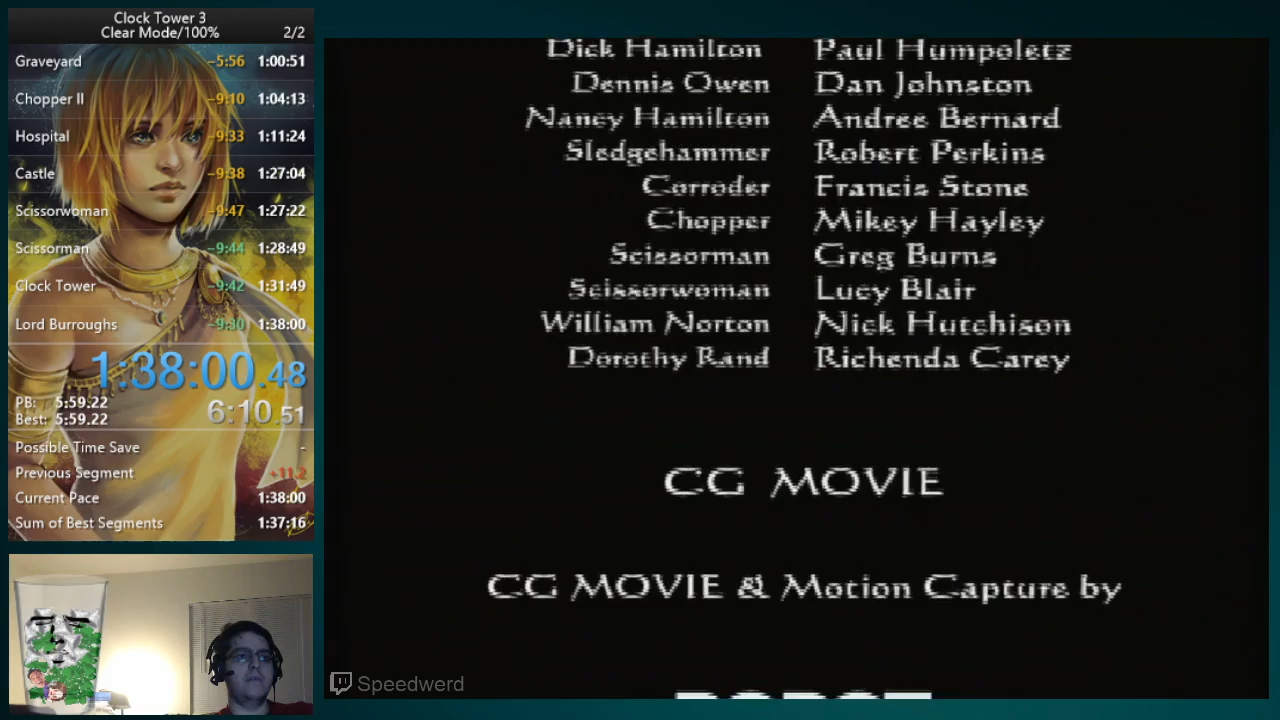 Clock Tower 3
Clear Mode/100%
2/2
Graveyard -5:56 1:00:51
Chopper II -9:10 1:04:13
Hospital -9:33 1:11:24
Castle -9:38 1:27:04
Scissorwoman -9:47 1:27:22
Scissorman -9:44 1:28:49
Clock Tower -9:42 1:31:49
Lord Burroughs -9:30 1:38:00
1:38:00.48
PB: 5:59.22
Best: 5:59.22
6:10.51
Possible Time Save -
Previous Segment +11.2
Current Pace 1:38:00
Sum of Best Segments 1:37:16
Dick Hamilton Paul Humpoletz
Dennis Owen Dan Johnston
Nancy Hamilton Andree Bernard
Sledgehammer Robert Perkins
Corroder Francis Stone
Chopper Mikey Hayley
Scissorman Greg Burns
Scissorwoman Lucy Blair
William Norton Nick Hutchison
Dorothy Rand Richenda Carey
CG MOVIE
CG MOVIE & Motion Capture by
Speedwerd